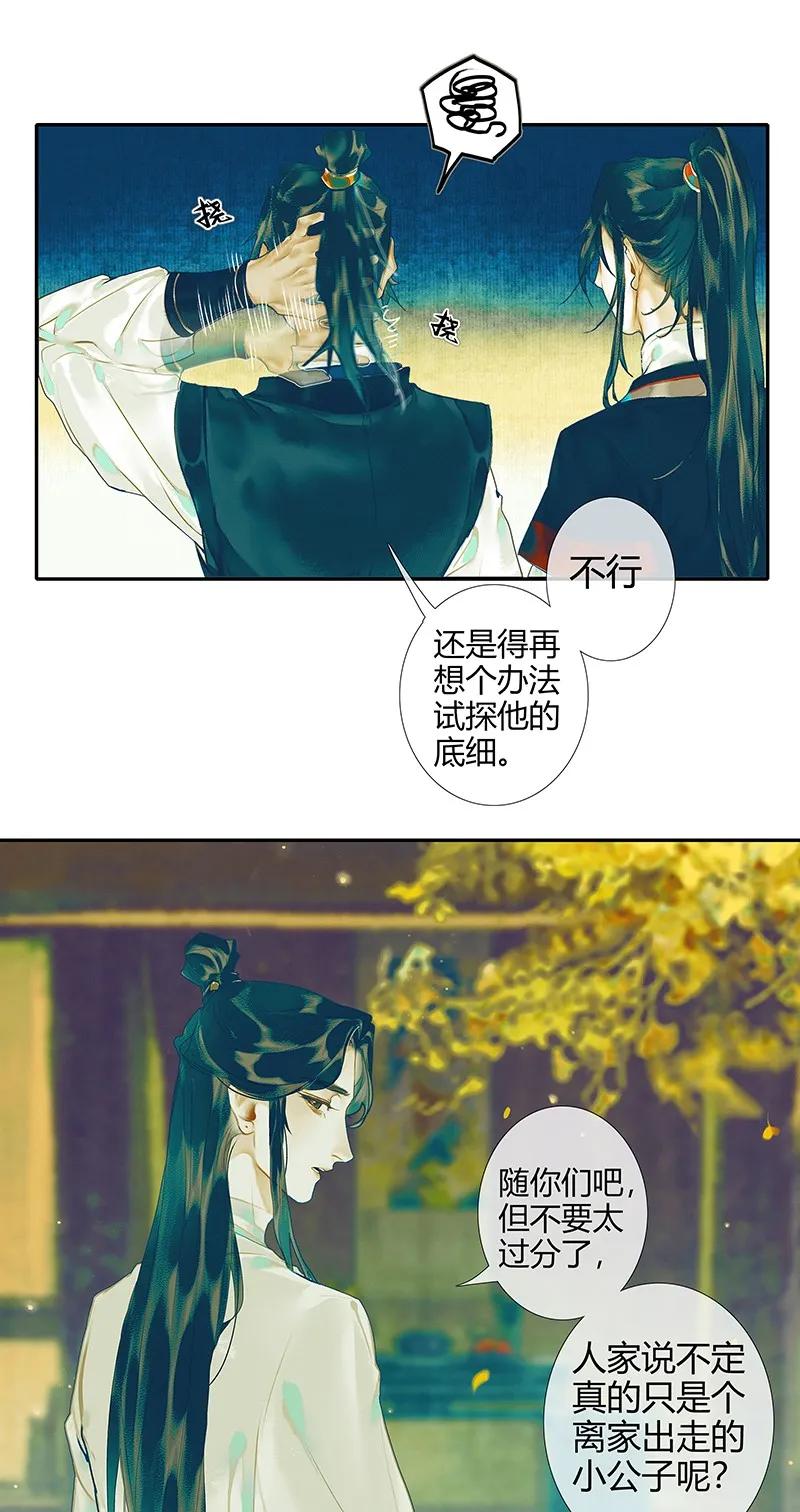 挠
挠
不行
还是得再
想个办法
试探他的
底细。
随你们吧，
但不要太
过分了，
人家说不定
真的只是个
离家出走的
小公子呢？